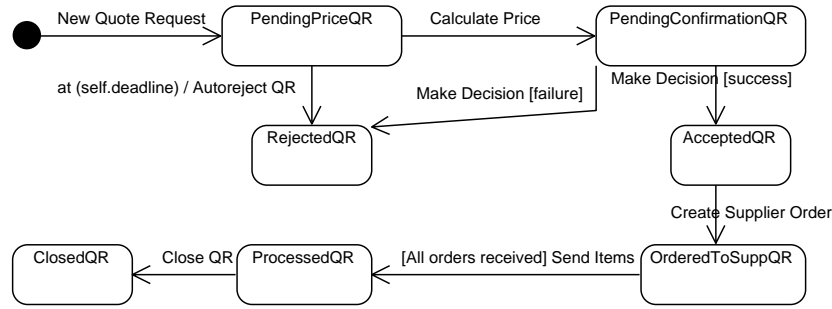 New Quote Request
PendingPriceQR
Calculate Price
PendingConfirmationQR
at (self.deadline) / Autoreject QR
Make Decision [failure]
Make Decision [success]
RejectedQR
AcceptedQR
Create Supplier Order
ClosedQR
Close QR
ProcessedQR
[All orders received] Send Items
OrderedToSuppQR